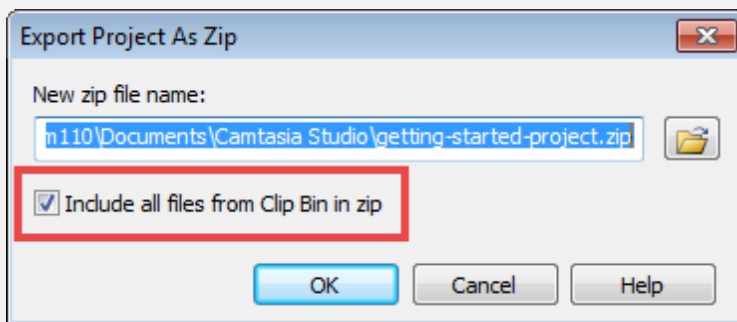 Export Project As Zip
New zip file name:
m110\Documents\Camtasia Studio\getting-started-project.zip
Include all files from Clip Bin in zip
OK Cancel Help